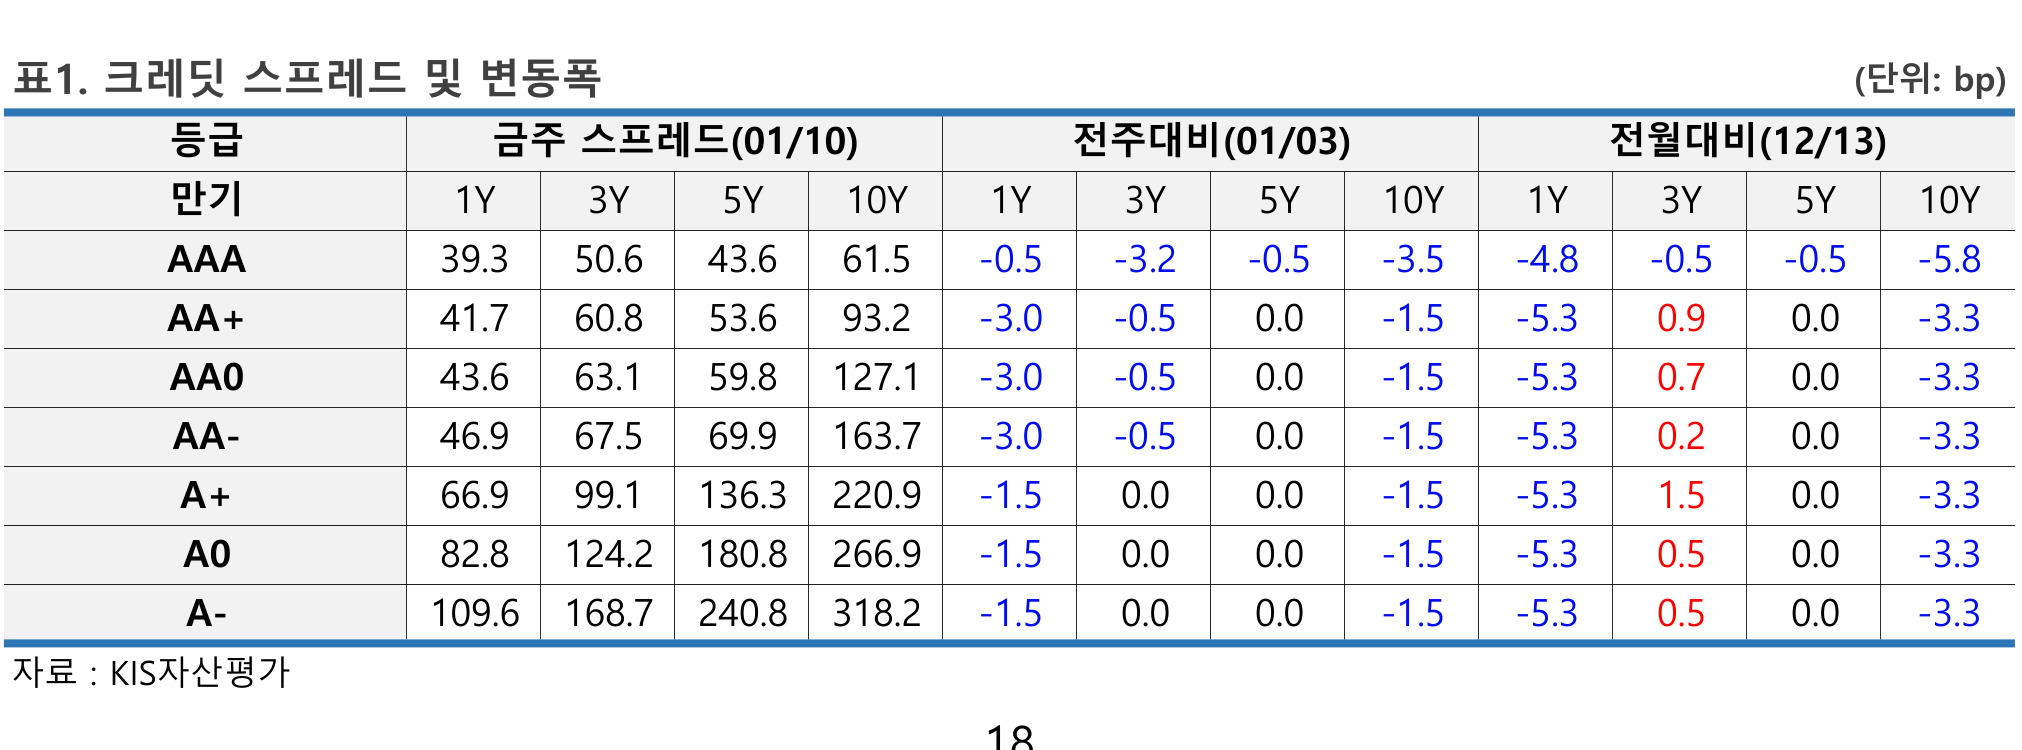 표1. 크레딧 스프레드 및 변동폭 (단위: bp)
등급 금주 스프레드(01/10) 전주대비(01/03) 전월대비(12/13)
만기 1Y 3Y 5Y 10Y 1Y 3Y 5Y 10Y 1Y 3Y 5Y 10Y
AAA 39.3 50.6 43.6 61.5 -0.5 -3.2 -0.5 -3.5 -4.8 -0.5 -0.5 -5.8
AA+ 41.7 60.8 53.6 93.2 -3.0 -0.5 0.0 -1.5 -5.3 0.9 0.0 -3.3
AA0 43.6 63.1 59.8 127.1 -3.0 -0.5 0.0 -1.5 -5.3 0.7 0.0 -3.3
AA- 46.9 67.5 69.9 163.7 -3.0 -0.5 0.0 -1.5 -5.3 0.2 0.0 -3.3
A+ 66.9 99.1 136.3 220.9 -1.5 0.0 0.0 -1.5 -5.3 1.5 0.0 -3.3
A0 82.8 124.2 180.8 266.9 -1.5 0.0 0.0 -1.5 -5.3 0.5 0.0 -3.3
A- 109.6 168.7 240.8 318.2 -1.5 0.0 0.0 -1.5 -5.3 0.5 0.0 -3.3
자료 : KIS자산평가
18